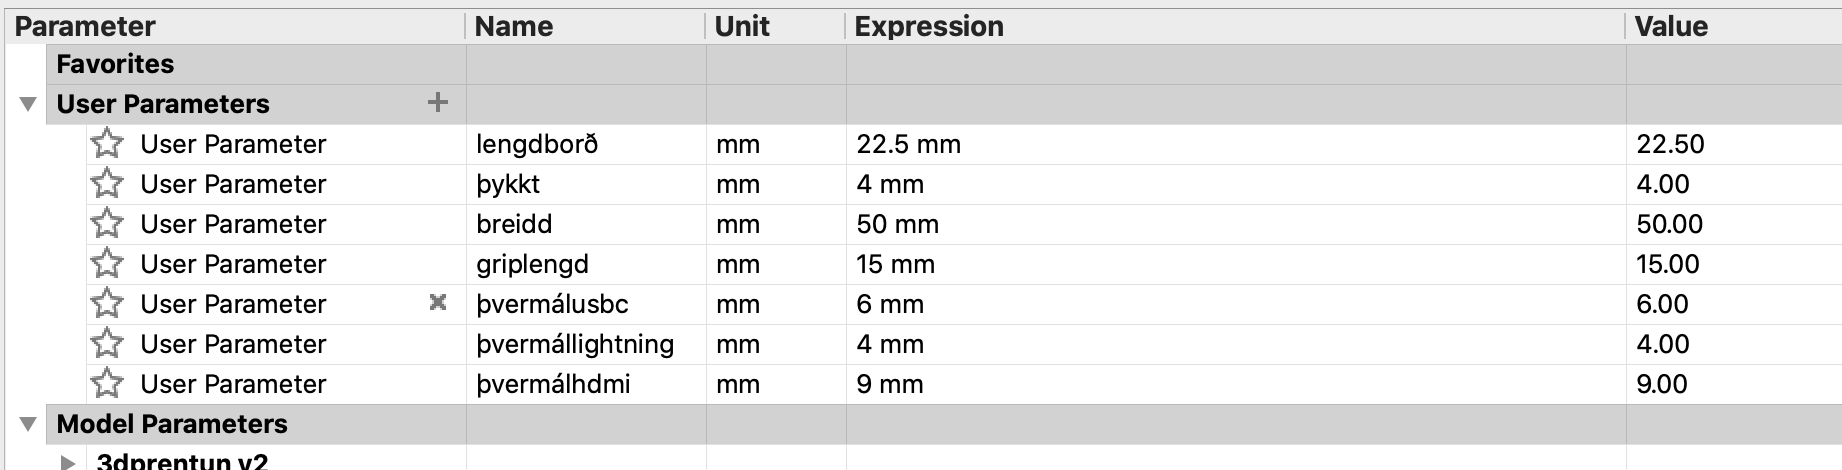 Parameter Name Unit Expression Value
Favorites
User Parameters +
User Parameter lengdborð mm 22.5 mm 22.50
User Parameter þykkt mm 4 mm 4.00
User Parameter breidd mm 50 mm 50.00
User Parameter griplengd mm 15 mm 15.00
User Parameter þvermálusbc mm 6 mm 6.00
User Parameter þvermállightning mm 4 mm 4.00
User Parameter þvermálhdmi mm 9 mm 9.00
Model Parameters
3dprentun v2